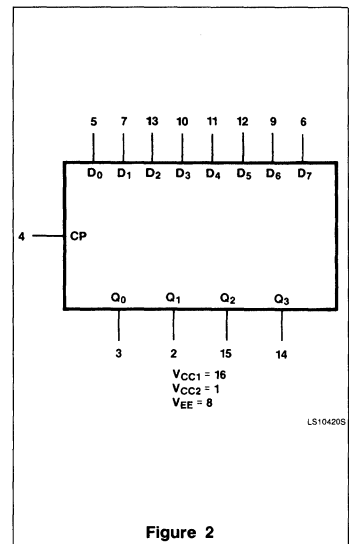 5 7 13 10 11 12 9 6
D0 D1 D2 D3 D4 D5 D6 D7
4 CP
Q0 Q1 Q2 Q3
3 2 15 14
VCC1 = 16
VCC2 = 1
VEE = 8
LS10420S
Figure 2